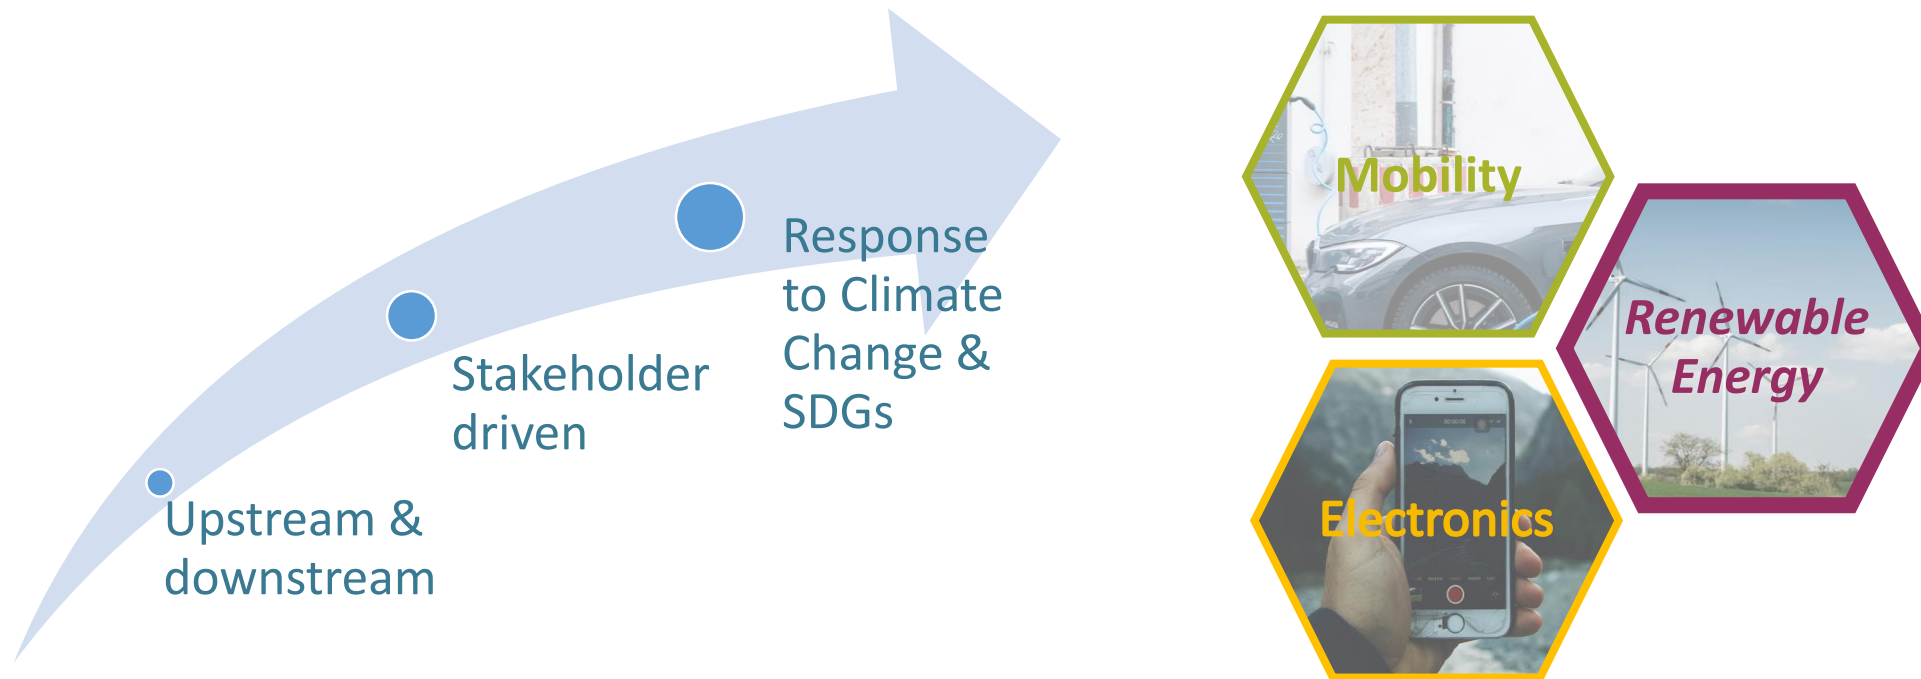 Upstream &
downstream
Stakeholder
driven
Response
to Climate
Change &
SDGs
Mobility
Renewable
Energy
Electronics